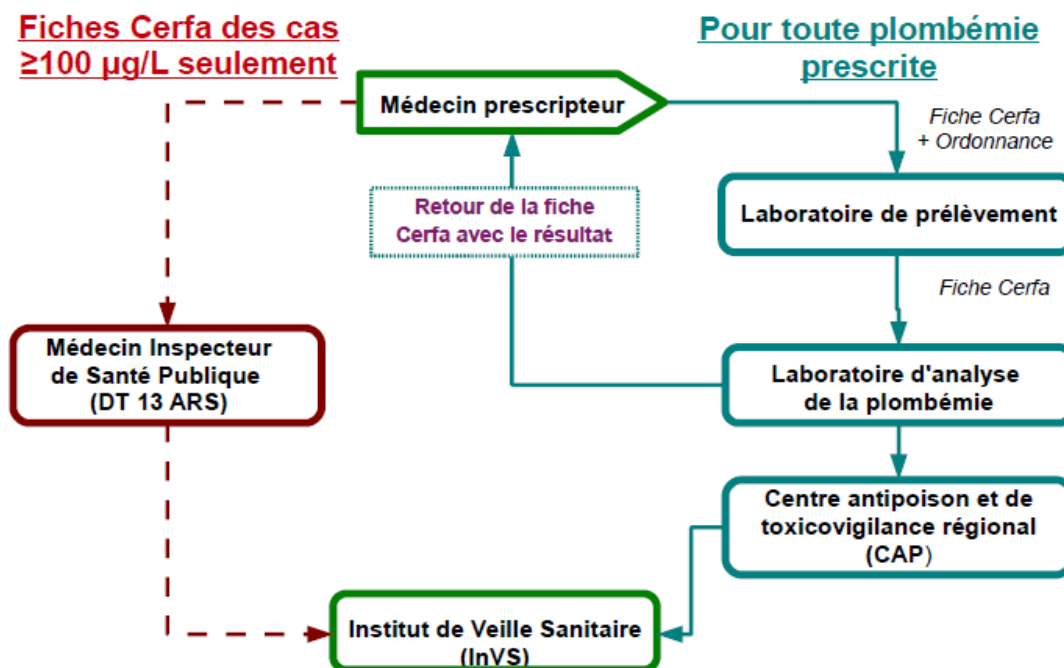 Fiches Cerfa des cas
≥100 µg/L seulement
Pour toute plombémie
prescrite
Médecin prescripteur
Fiche Cerfa
+ Ordonnance
Retour de la fiche
Cerfa avec le résultat
Laboratoire de prélèvement
Fiche Cerfa
Médecin Inspecteur
de Santé Publique
(DT 13 ARS)
Laboratoire d'analyse
de la plombémie
Centre antipoison et de
toxicovigilance régional
(CAP)
Institut de Veille Sanitaire
(InVS)